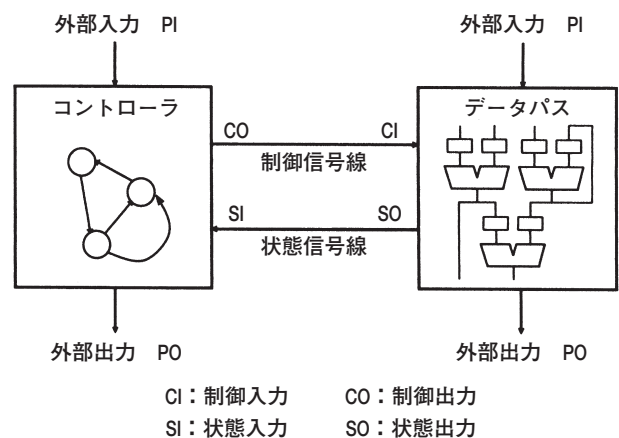 外部入力 PI
外部入力 PI
コントローラ
データパス
CO
CI
制御信号線
SI
SO
状態信号線
外部出力 PO
外部出力 PO
CI：制御入力 CO：制御出力
SI：状態入力 SO：状態出力